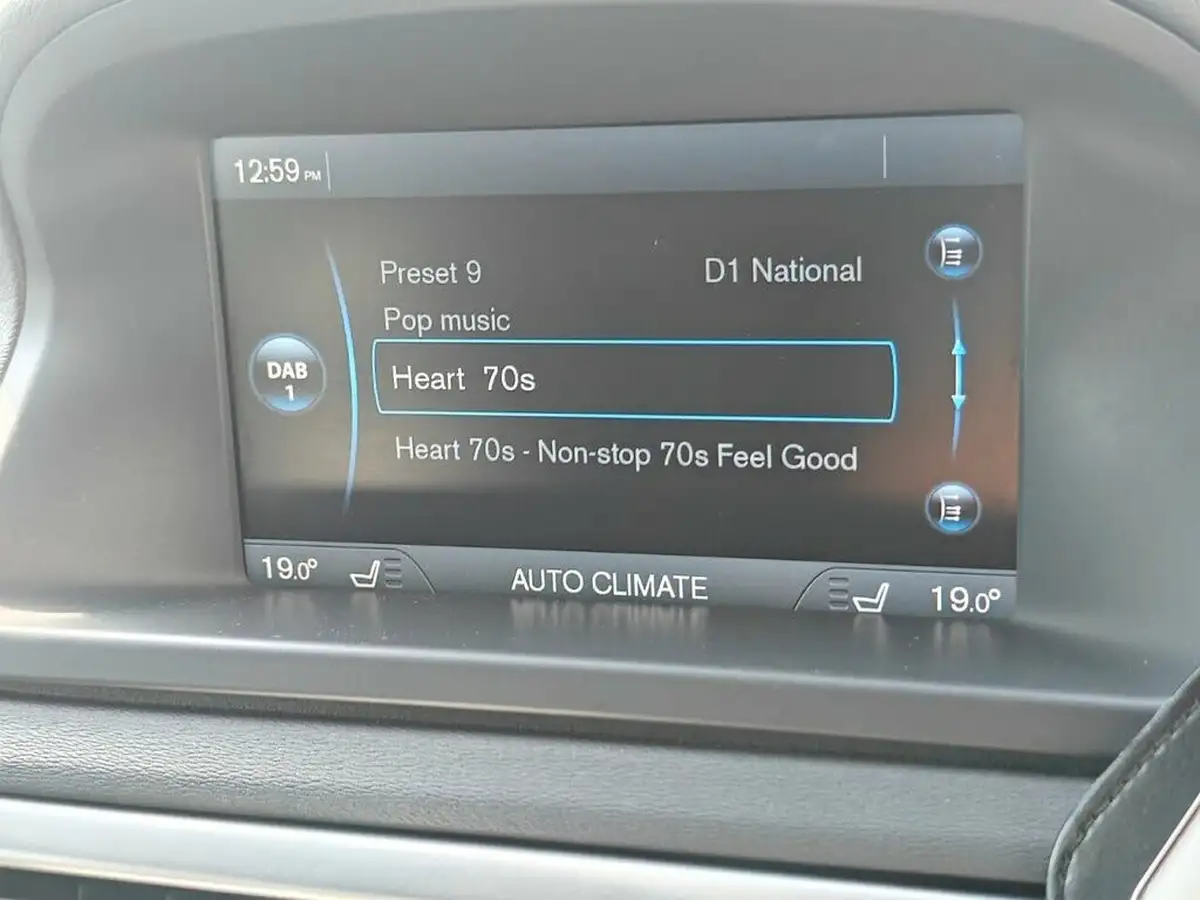 12:59 PM
Preset 9 D1 National
Pop music
DAB
1
Heart 70s
Heart 70s - Non-stop 70s Feel Good
19.0° AUTO CLIMATE 19.0°